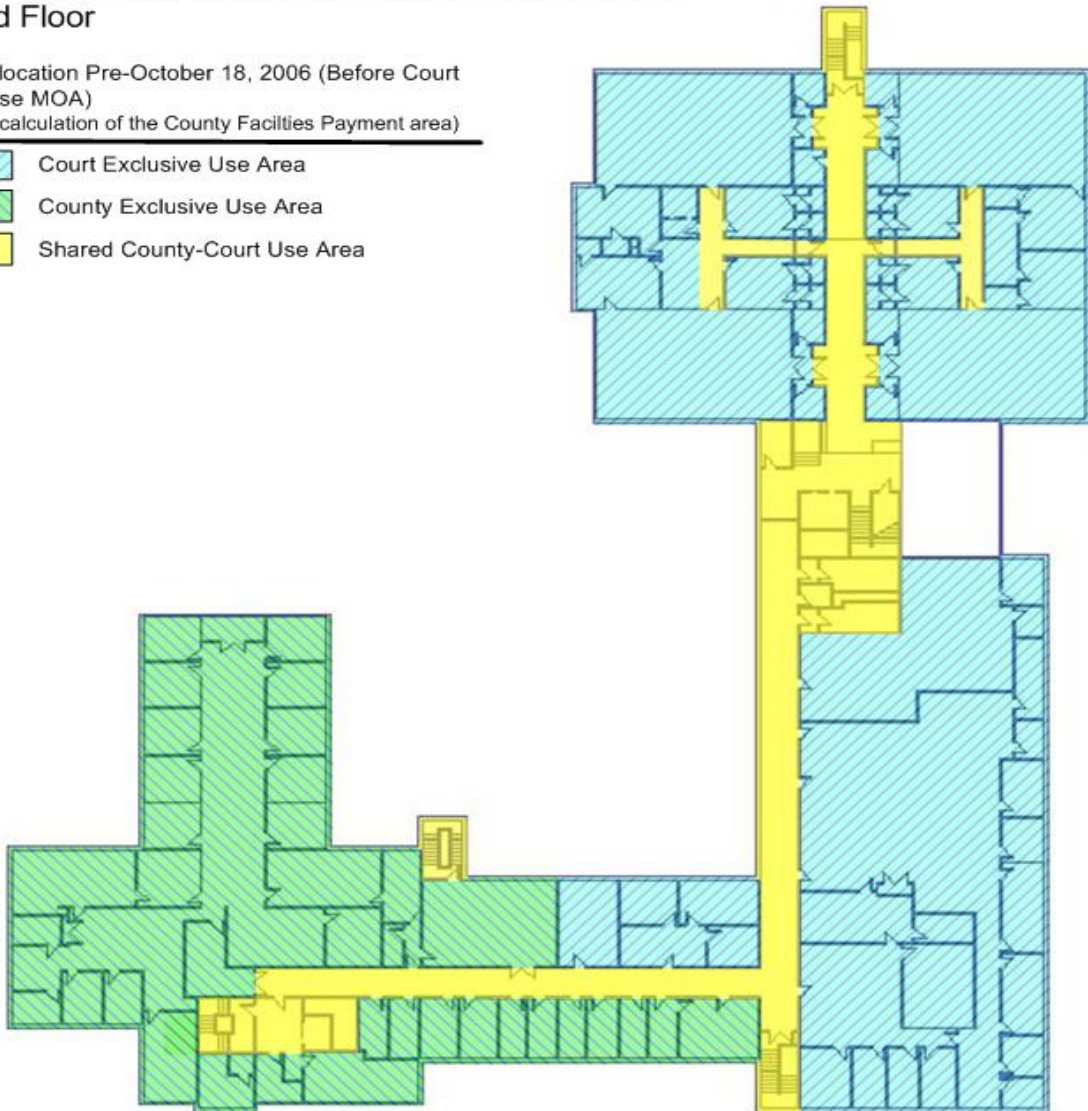 d Floor
location Pre-October 18, 2006 (Before Court
se MOA)
calculation of the County Facilties Payment area)
Court Exclusive Use Area
County Exclusive Use Area
Shared County-Court Use Area